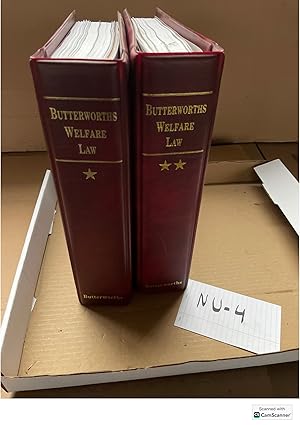 BUTTERWORTHS
WELFARE
LAW
Butterworths
BUTTERWORTHS
WELFARE
LAW
Butterworths
NU-4
Scanned with
CamScanner